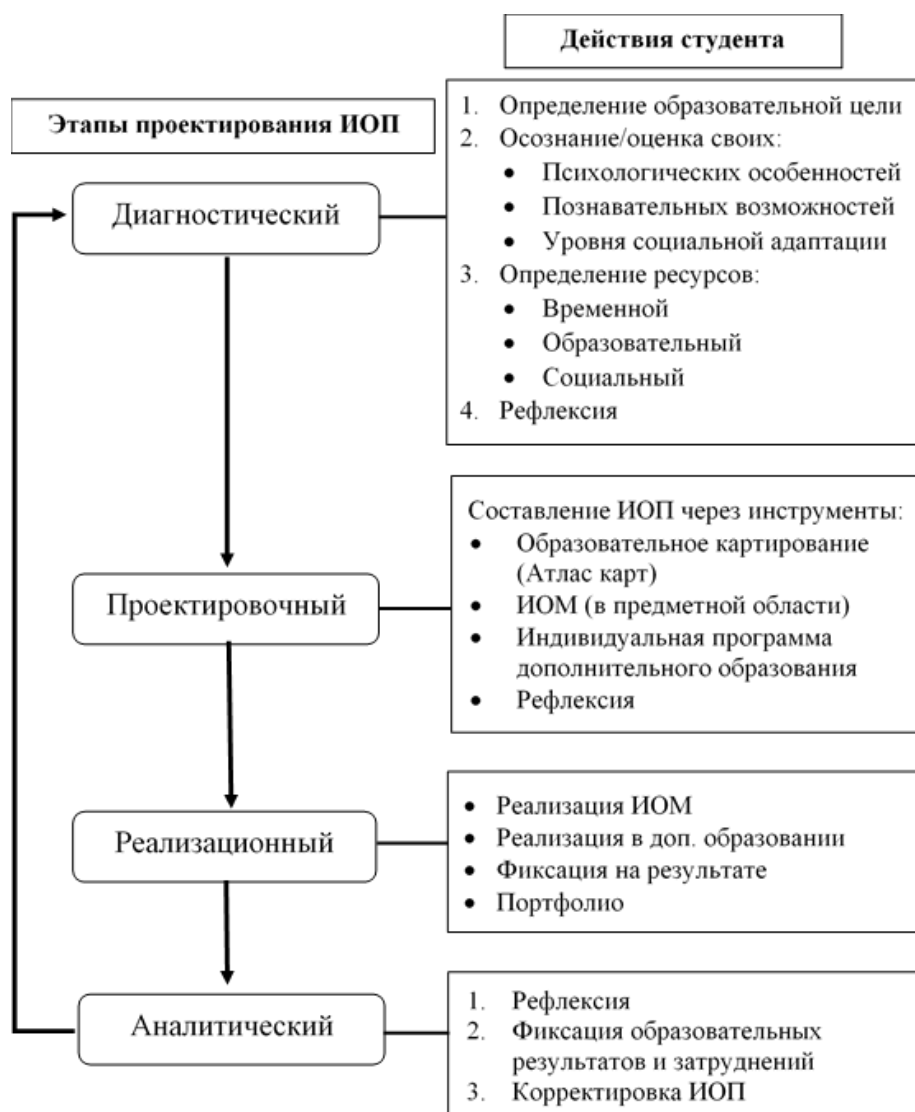 Действия студента
Этапы проектирования ИОП
1. Определение образовательной цели
2. Осознание/оценка своих:
• Психологических особенностей
• Познавательных возможностей
• Уровня социальной адаптации
3. Определение ресурсов:
• Временной
• Образовательный
• Социальный
4. Рефлексия
Диагностический
Составление ИОП через инструменты:
• Образовательное картирование
(Атлас карт)
• ИОМ (в предметной области)
• Индивидуальная программа
дополнительного образования
• Рефлексия
Проектировочный
• Реализация ИОМ
• Реализация в доп. образовании
• Фиксация на результате
• Портфолио
Реализационный
1. Рефлексия
2. Фиксация образовательных
результатов и затруднений
3. Корректировка ИОП
Аналитический